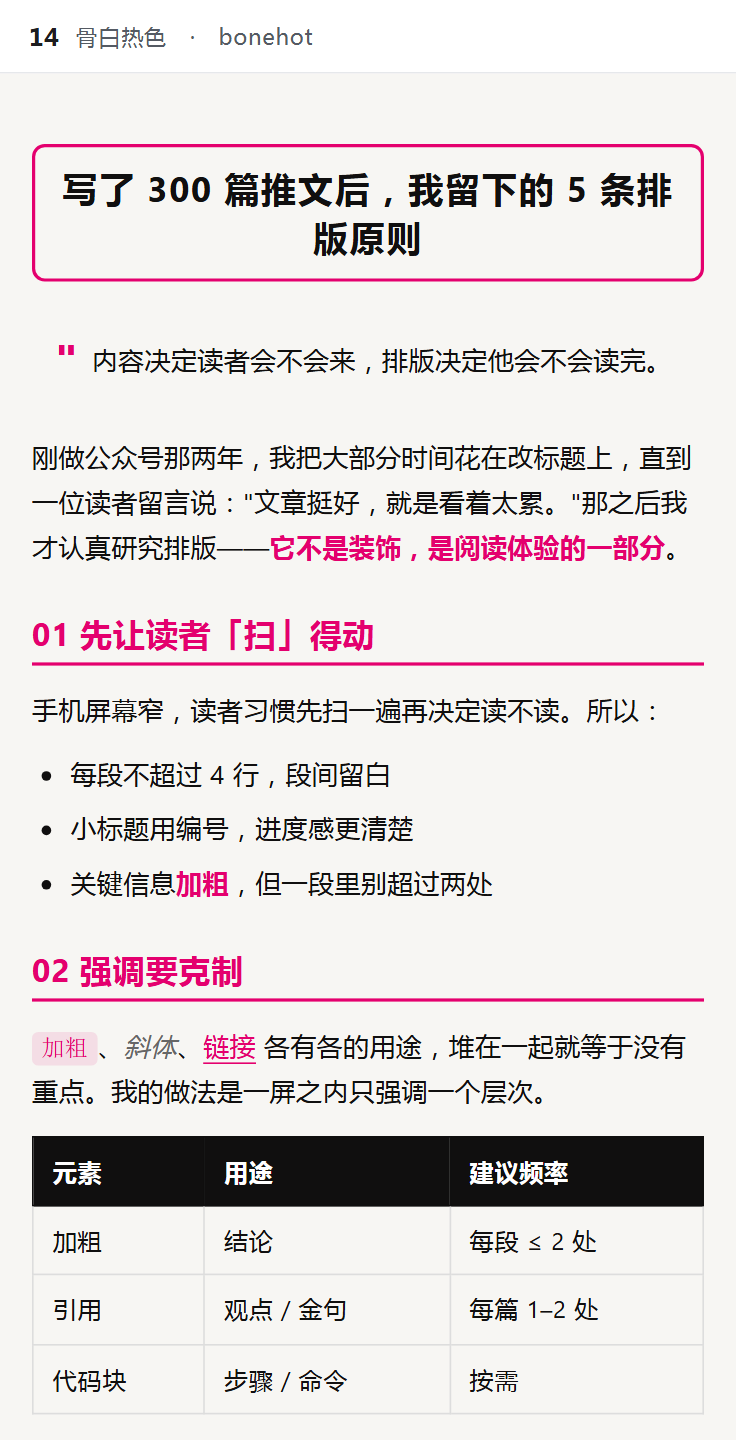 14 骨白热色 · bonehot
写了 300 篇推文后，我留下的 5 条排
版原则
" 内容决定读者会不会来，排版决定他会不会读完。
刚做公众号那两年，我把大部分时间花在改标题上，直到
一位读者留言说："文章挺好，就是看着太累。"那之后我
才认真研究排版——它不是装饰，是阅读体验的一部分。
01 先让读者「扫」得动
手机屏幕窄，读者习惯先扫一遍再决定读不读。所以：
• 每段不超过 4 行，段间留白
• 小标题用编号，进度感更清楚
• 关键信息加粗，但一段里别超过两处
02 强调要克制
加粗、斜体、链接 各有各的用途，堆在一起就等于没有
重点。我的做法是一屏之内只强调一个层次。
元素 用途 建议频率
加粗 结论 每段 ≤ 2 处
引用 观点 / 金句 每篇 1–2 处
代码块 步骤 / 命令 按需